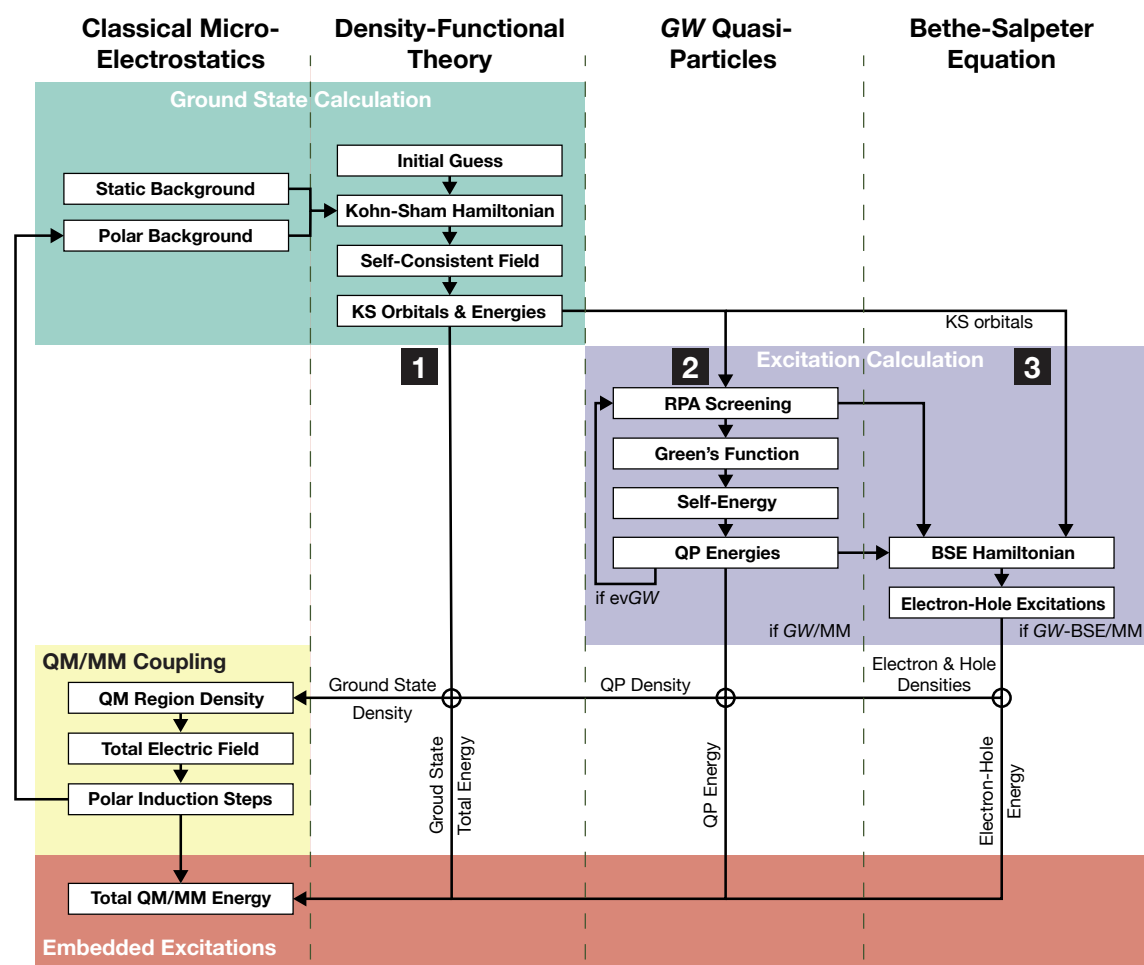 Classical Micro-
Electrostatics
Density-Functional
Theory
GW Quasi-
Particles
Bethe-Salpeter
Equation
Ground State Calculation
Initial Guess
Static Background
Kohn-Sham Hamiltonian
Polar Background
Self-Consistent Field
KS Orbitals & Energies
KS orbitals
1
2
Excitation Calculation
3
RPA Screening
Green's Function
Self-Energy
QP Energies
BSE Hamiltonian
if evGW
Electron-Hole Excitations
if GW/MM
if GW-BSE/MM
QM/MM Coupling
QM Region Density
Ground State
Density
QP Density
Electron & Hole
Densities
Total Electric Field
Polar Induction Steps
Groud State
Total Energy
QP Energy
Electron-Hole
Energy
Total QM/MM Energy
Embedded Excitations